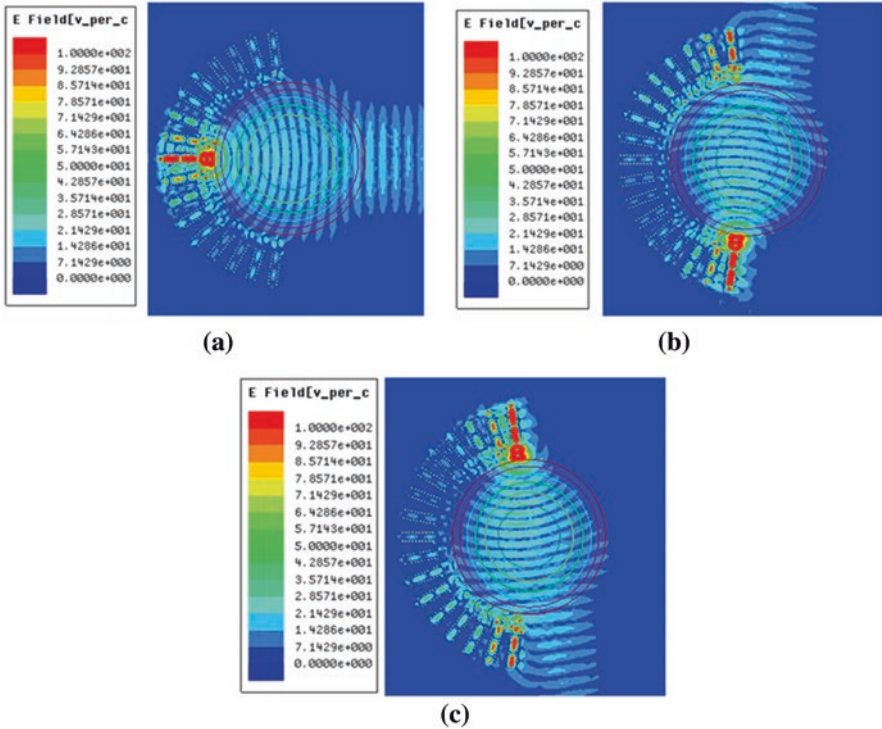 E Field[v_per_c
1.0000e+002
9.2857e+001
8.5714e+001
7.8571e+001
7.1429e+001
6.4286e+001
5.7143e+001
5.0000e+001
4.2857e+001
3.5714e+001
2.8571e+001
2.1429e+001
1.4286e+001
7.1429e+000
0.0000e+000
(a)
E Field[v_per_c
1.0000e+002
9.2857e+001
8.5714e+001
7.8571e+001
7.1429e+001
6.4286e+001
5.7143e+001
5.0000e+001
4.2857e+001
3.5714e+001
2.8571e+001
2.1429e+001
1.4286e+001
7.1429e+000
0.0000e+000
(b)
E Field[v_per_c
1.0000e+002
9.2857e+001
8.5714e+001
7.8571e+001
7.1429e+001
6.4286e+001
5.7143e+001
5.0000e+001
4.2857e+001
3.5714e+001
2.8571e+001
2.1429e+001
1.4286e+001
7.1429e+000
0.0000e+000
(c)